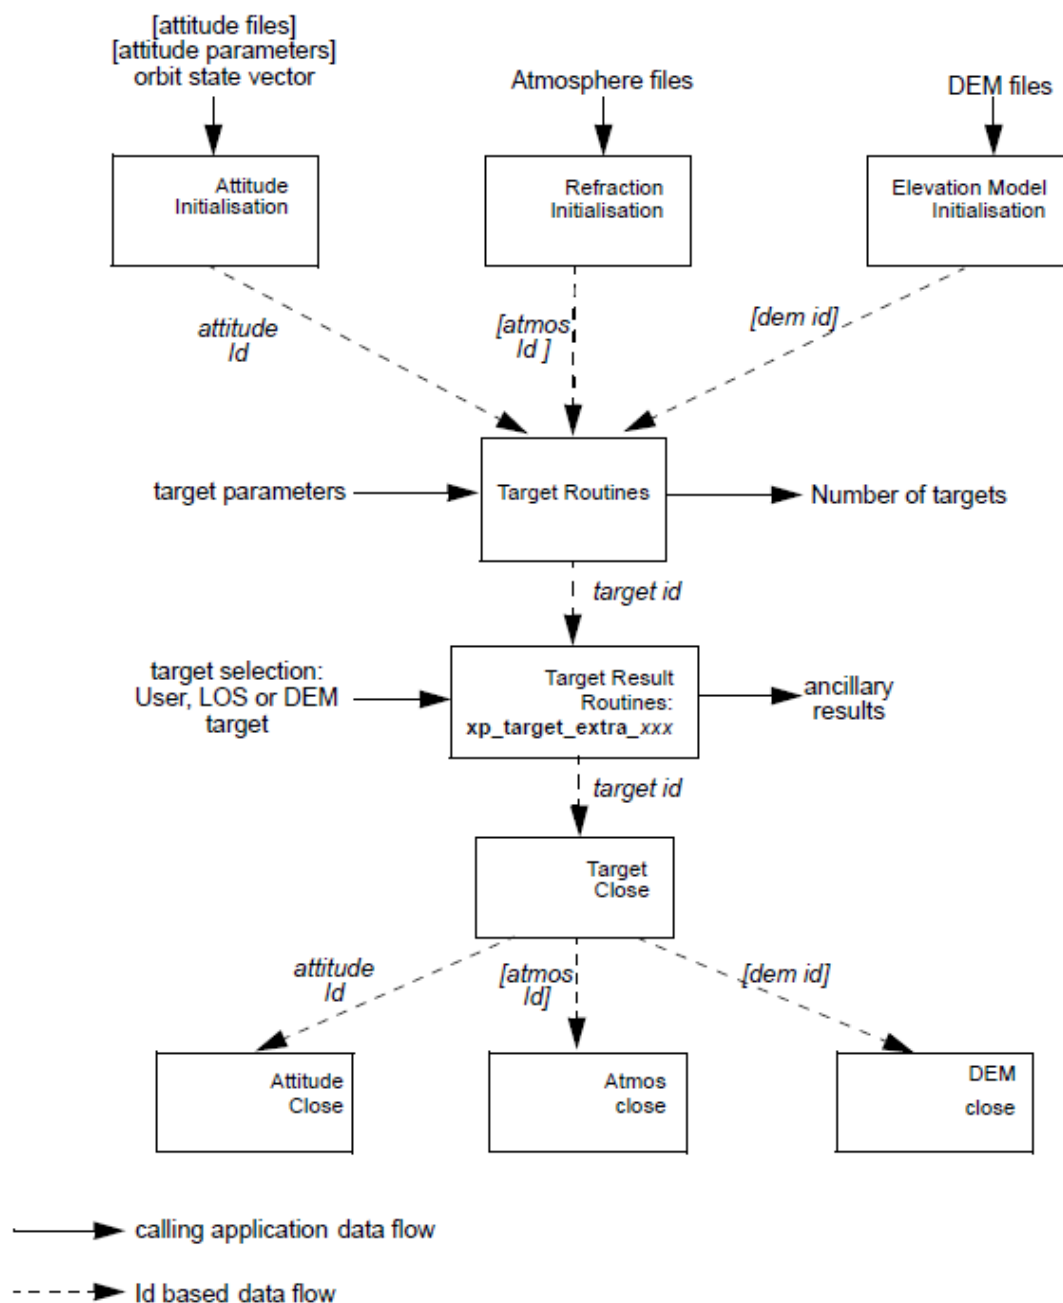 [attitude files]
[attitude parameters]
orbit state vector
Atmosphere files
DEM files
Attitude
Initialisation
Refraction
Initialisation
Elevation Model
Initialisation
attitude
Id
[atmos
Id ]
[dem id]
target parameters
Target Routines
Number of targets
target id
target selection:
User, LOS or DEM
target
Target Result
Routines:
xp_target_extra_xxx
ancillary
results
target id
Target
Close
attitude
Id
[atmos
Id]
[dem id]
Attitude
Close
Atmos
close
DEM
close
calling application data flow
Id based data flow